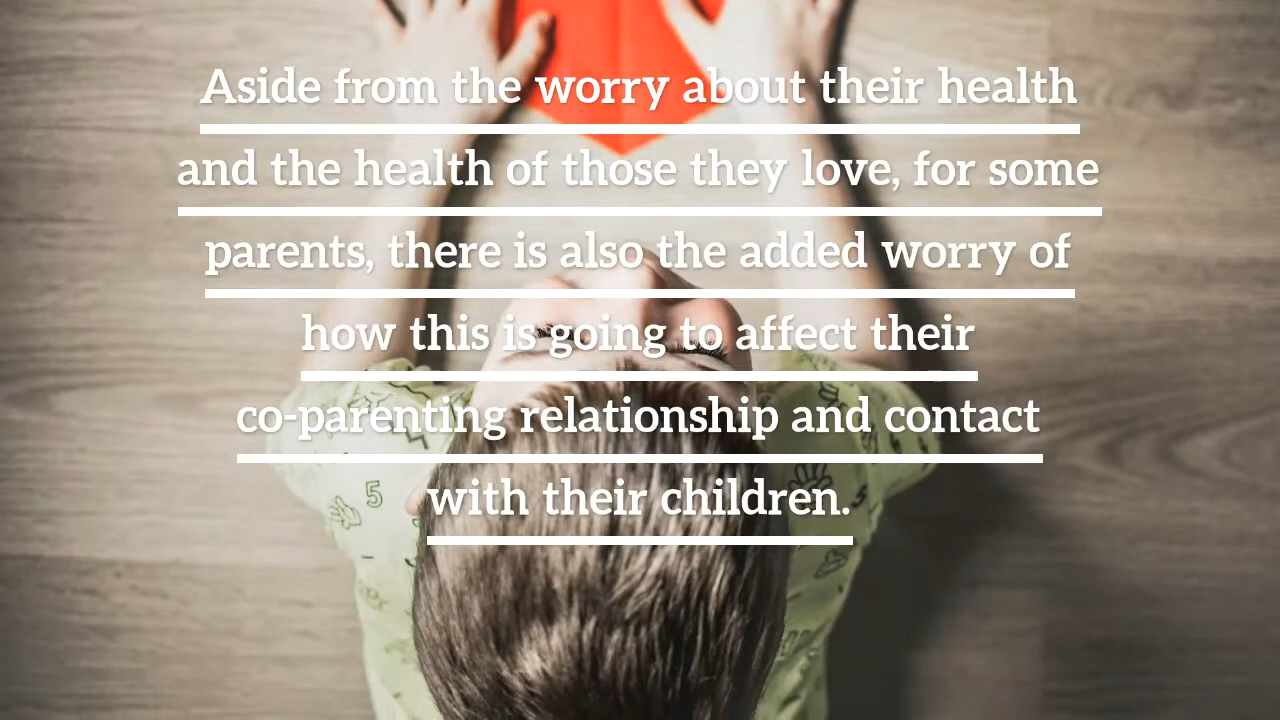 Aside from the worry about their health
and the health of those they love, for some
parents, there is also the added worry of
how this is going to affect their
co-parenting relationship and contact
with their children.
5